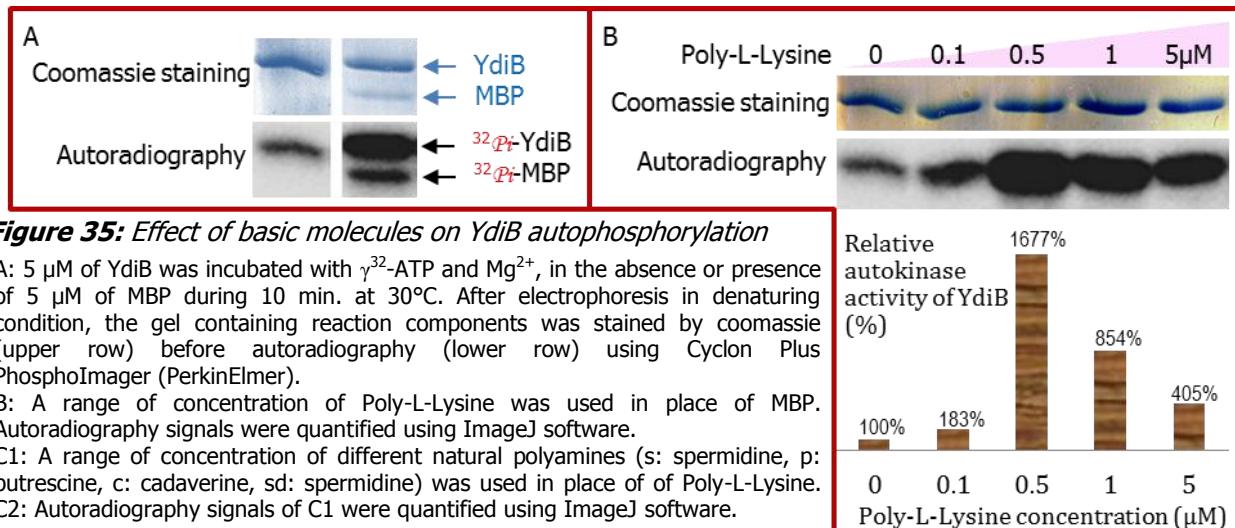 A
Coomassie staining
YdiB
MBP
Autoradiography
³²Pi-YdiB
³²Pi-MBP
B
Poly-L-Lysine 0 0.1 0.5 1 5µM
Coomassie staining
Autoradiography
Figure 35: Effect of basic molecules on YdiB autophosphorylation
A: 5 µM of YdiB was incubated with γ³²-ATP and Mg²⁺, in the absence or presence
of 5 µM of MBP during 10 min. at 30°C. After electrophoresis in denaturing
condition, the gel containing reaction components was stained by coomassie
(upper row) before autoradiography (lower row) using Cyclon Plus
PhosphoImager (PerkinElmer).
B: A range of concentration of Poly-L-Lysine was used in place of MBP.
Autoradiography signals were quantified using ImageJ software.
C1: A range of concentration of different natural polyamines (s: spermidine, p:
putrescine, c: cadaverine, sd: spermidine) was used in place of of Poly-L-Lysine.
C2: Autoradiography signals of C1 were quantified using ImageJ software.
Relative
autokinase
activity of YdiB
(%)
100% 183% 1677% 854% 405%
0 0.1 0.5 1 5
Poly-L-Lysine concentration (µM)